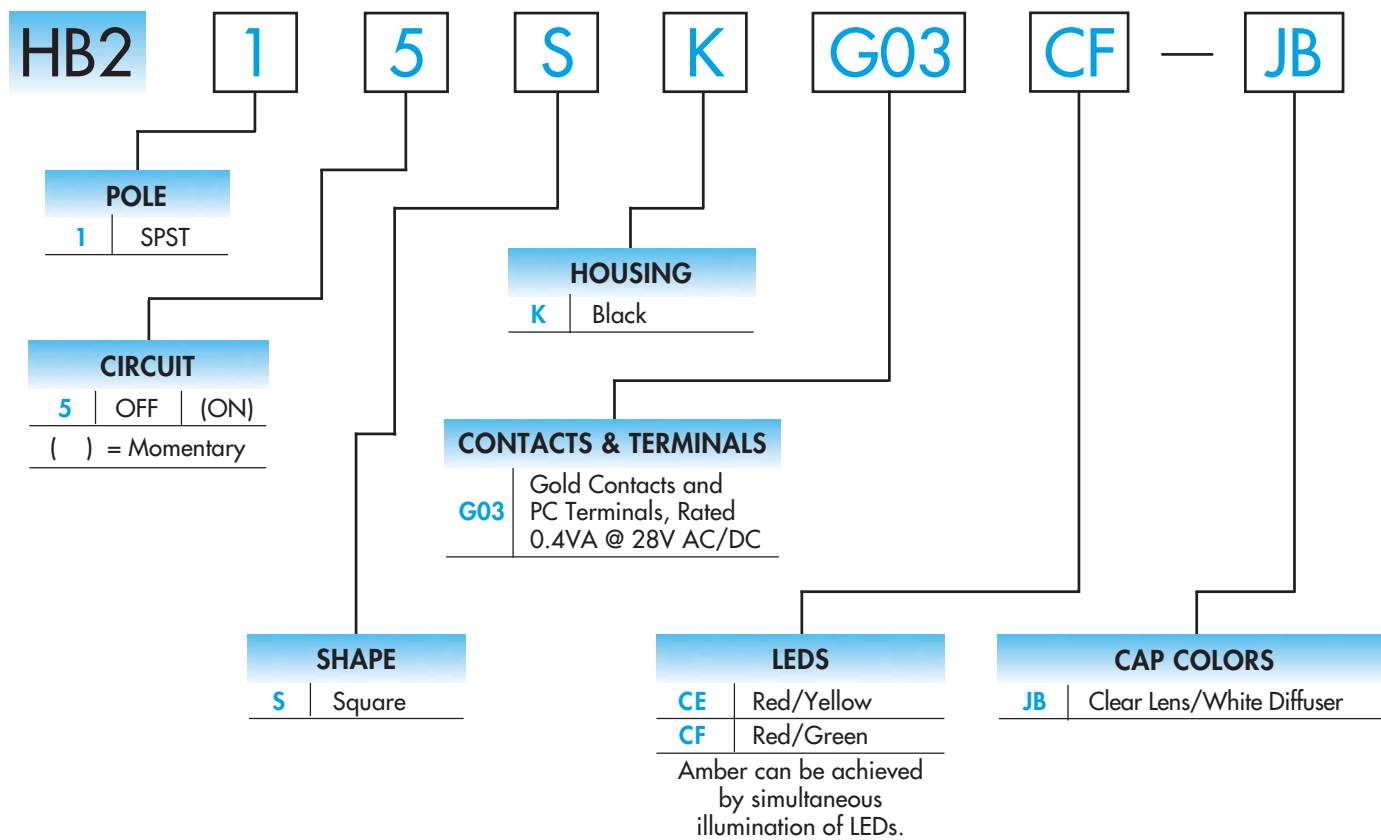 HB2 1 5 S K G03 CF — JB
POLE
1 SPST
HOUSING
K Black
CIRCUIT
5 OFF (ON)
( ) = Momentary
CONTACTS & TERMINALS
G03 Gold Contacts and
PC Terminals, Rated
0.4VA @ 28V AC/DC
SHAPE
S Square
LEDS
CE Red/Yellow
CF Red/Green
Amber can be achieved
by simultaneous
illumination of LEDs.
CAP COLORS
JB Clear Lens/White Diffuser